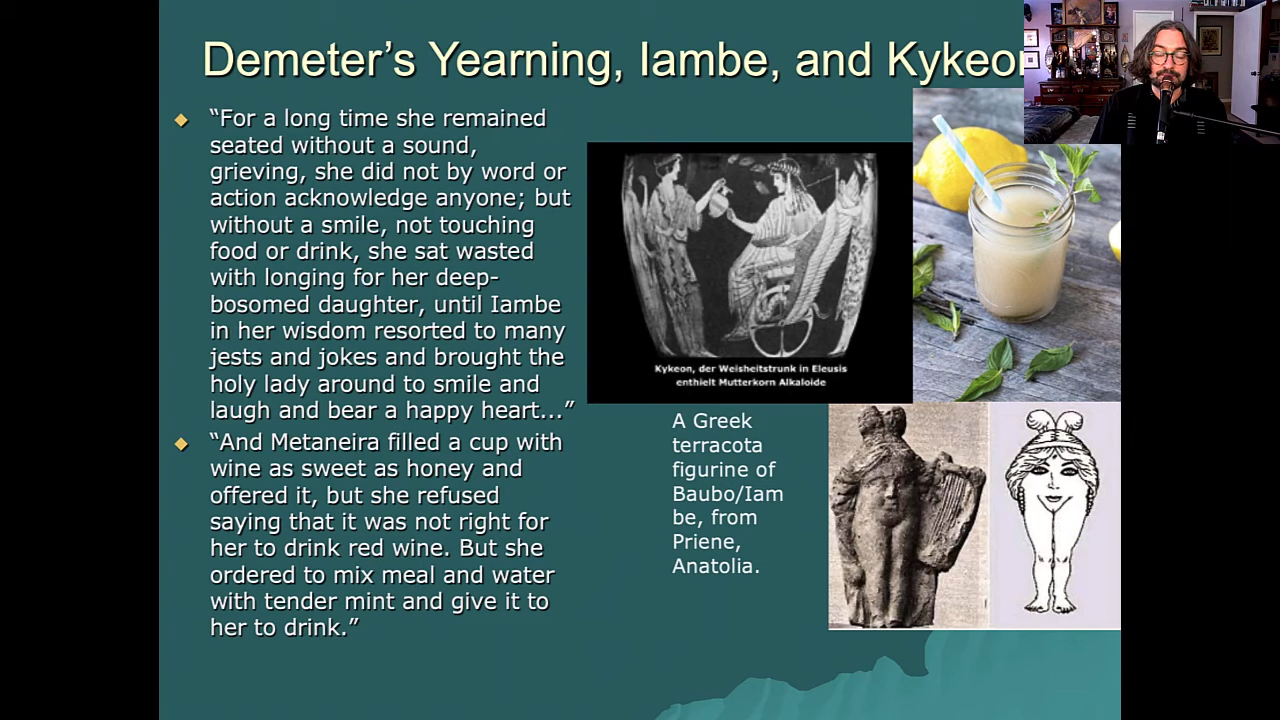 Demeter's Yearning, Iambe, and Kykeon
“For a long time she remained
seated without a sound,
grieving, she did not by word or
action acknowledge anyone; but
without a smile, not touching
food or drink, she sat wasted
with longing for her deep-
bosomed daughter, until Iambe
in her wisdom resorted to many
jests and jokes and brought the
holy lady around to smile and
laugh and bear a happy heart...”
“And Metaneira filled a cup with
wine as sweet as honey and
offered it, but she refused
saying that it was not right for
her to drink red wine. But she
ordered to mix meal and water
with tender mint and give it to
her to drink.”
Kykeon, der Weisheitstrunk in Eleusis
enthielt Mutterkorn Alkaloide
A Greek
terracota
figurine of
Baubo/Iam
be, from
Priene,
Anatolia.